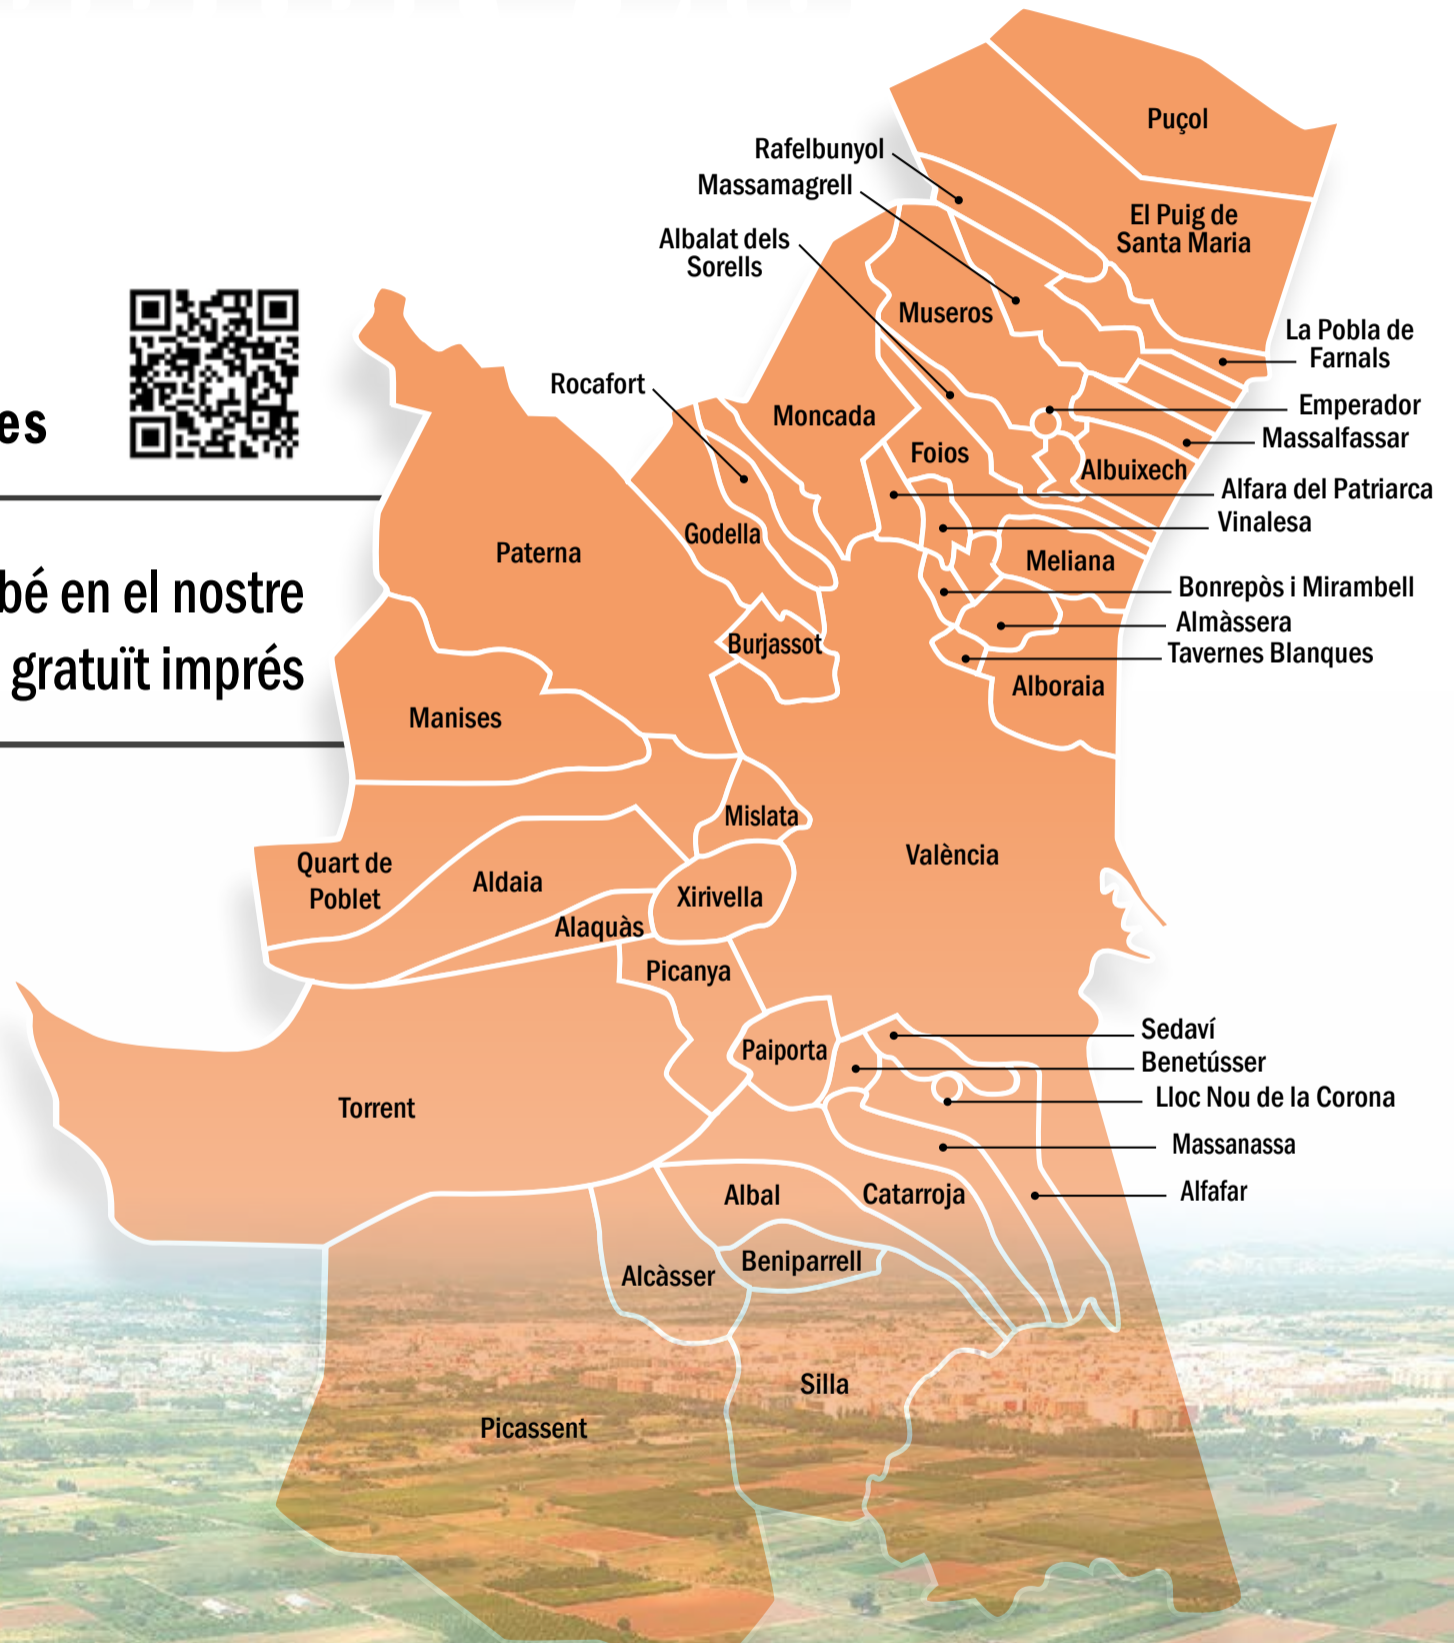 es
bé en el nostre
gratuït imprés
Puçol
Rafelbunyol
Massamagrell
El Puig de
Santa Maria
Albalat dels
Sorells
Museros
La Pobla de
Farnals
Rocafort
Moncada
Emperador
Massalfassar
Foios
Albuixech
Alfara del Patriarca
Vinalesa
Godella
Paterna
Meliana
Bonrepòs i Mirambell
Almàssera
Tavernes Blanques
Burjassot
Alboraia
Manises
Mislata
València
Quart de
Poblet
Aldaia
Xirivella
Alaquàs
Picanya
Sedaví
Paiporta
Benetússer
Lloc Nou de la Corona
Torrent
Massanassa
Albal
Catarroja
Alfafar
Beniparrell
Alcàsser
Silla
Picassent